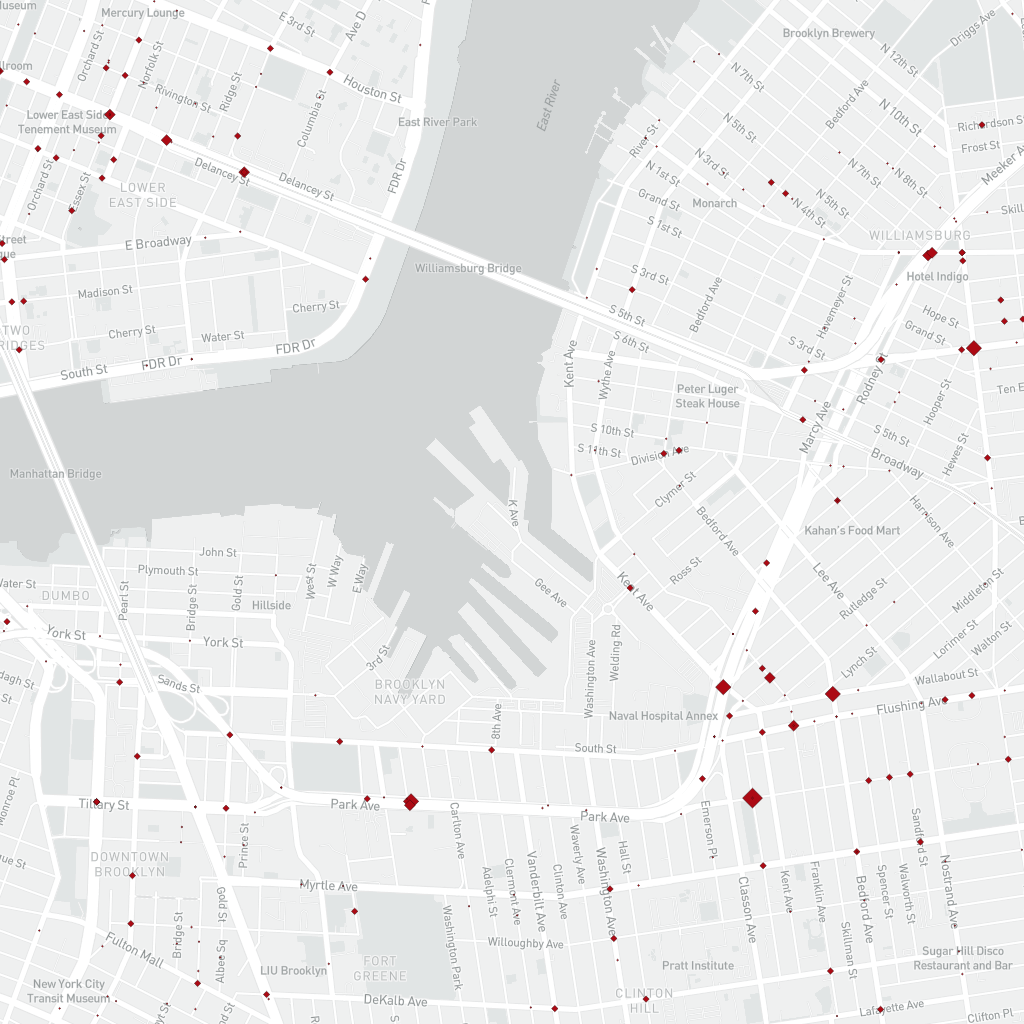 Museum
Mercury Lounge
E 3rd St
Ave D
Brooklyn Brewery
Driggs Ave
Orchard St
Norfolk St
N 12th St
N 7th St
Ridge St
Rivington St
Houston St
Columbia St
East River
Bedford Ave
N 10th St
Lower East Side
Tenement Museum
East River Park
N 5th St
Richardson St
Frost St
River St
N 3rd St
N 7th St
N 8th St
Meeker Ave
Delancey St
Delancey St
FDR Dr
N 1st St
Orchard St
Essex St
LOWER
EAST SIDE
Grand St
Monarch
N 5th St
N 4th St
S 1st St
WILLIAMSBURG
E Broadway
Williamsburg Bridge
S 3rd St
Hotel Indigo
Madison St
Cherry St
Bedford Ave
Havemeyer St
S 5th St
S 6th St
Hope St
Grand St
Cherry St
Water St
FDR Dr
FDR Dr
South St
Kent Ave
Wythe Ave
S 3rd St
Rodney St
Peter Luger
Steak House
Hooper St
Marcy Ave
S 10th St
S 11th St
Division Ave
S 5th St
Broadway
Hewes St
Manhattan Bridge
Clymer St
K Ave
Bedford Ave
Kahan's Food Mart
Harrison Ave
John St
Plymouth St
Pearl St
Bridge St
Gold St
West St
W Way
E Way
Hillside
DUMBO
York St
York St
Gee Ave
Kent Ave
Ross St
Lee Ave
Rutledge St
Middleton St
Lorimer St
Walton St
Washington Ave
Welding Rd
3rd St
Lynch St
Wallabout St
Sands St
BROOKLYN
NAVY YARD
8th Ave
Naval Hospital Annex
Flushing Ave
South St
Tillary St
Park Ave
Park Ave
Monroe Pl
Prince St
Carlton Ave
Emerson Pl
Hall St
Waverly Ave
Sandford St
DOWNTOWN
BROOKLYN
Myrtle Ave
Adelphi St
Clermont Ave
Vanderbilt Ave
Clinton Ave
Washington Ave
Classon Ave
Kent Ave
Franklin Ave
Bedford Ave
Spencer St
Walworth St
Nostrand Ave
Gold St
Bridge St
Albee Sq
Washington Park
Willoughby Ave
Skillman St
Fulton Mall
LIU Brooklyn
FORT
GREENE
Pratt Institute
Sugar Hill Disco
Restaurant and Bar
New York City
Transit Museum
DeKalb Ave
CLINTON
HILL
Lafayette Ave
Clifton Pl